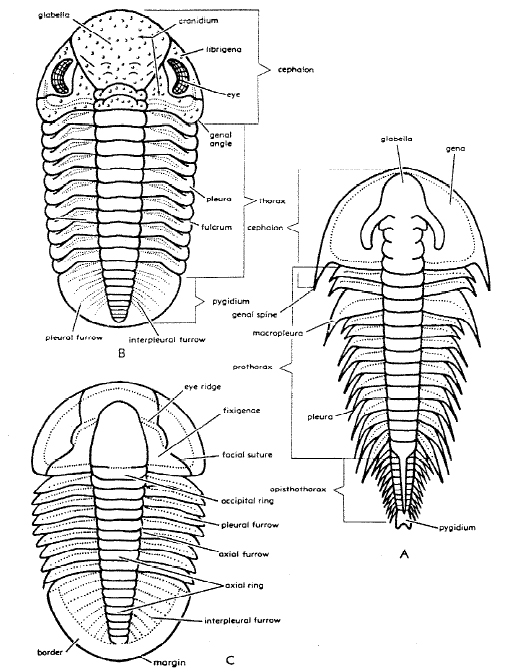 glabella
cranidium
librigena
eye
cephalon
genal
angle
pleura
thorax
fulcrum
cephalon
pygidium
pleural furrow
interpleural furrow
B
glabella
gena
genal spine
macropleura
prothorax
pleura
opisthothorax
pygidium
A
eye ridge
fixigenae
facial suture
occipital ring
pleural furrow
axial furrow
axial ring
interpleural furrow
border
margin
C